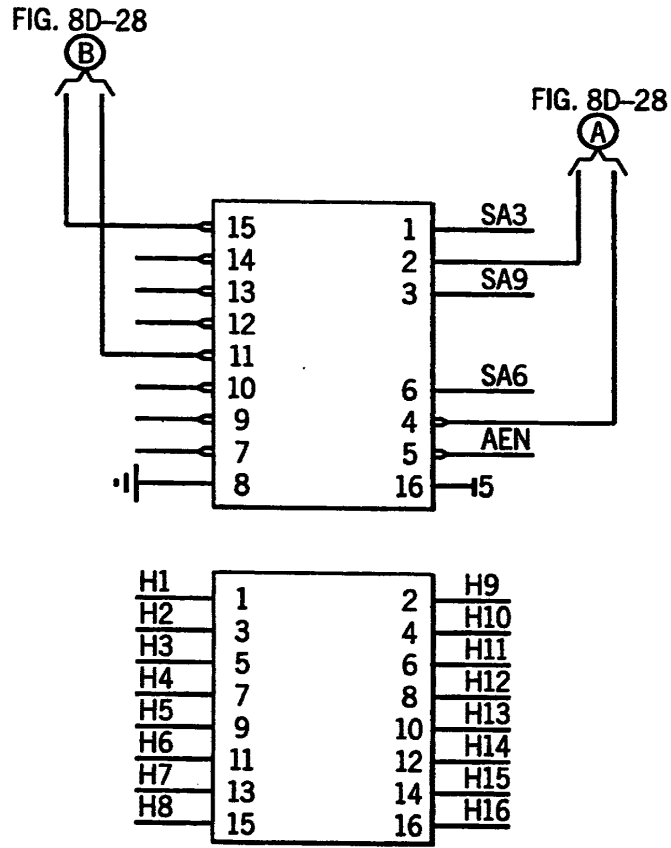 FIG. 8D–28
B
FIG. 8D–28
A
15 1 SA3
14 2
13 3 SA9
12
11
10 6 SA6
9 4
7 5 AEN
8 16 5
H1 1 2 H9
H2 3 4 H10
H3 5 6 H11
H4 7 8 H12
H5 9 10 H13
H6 11 12 H14
H7 13 14 H15
H8 15 16 H16